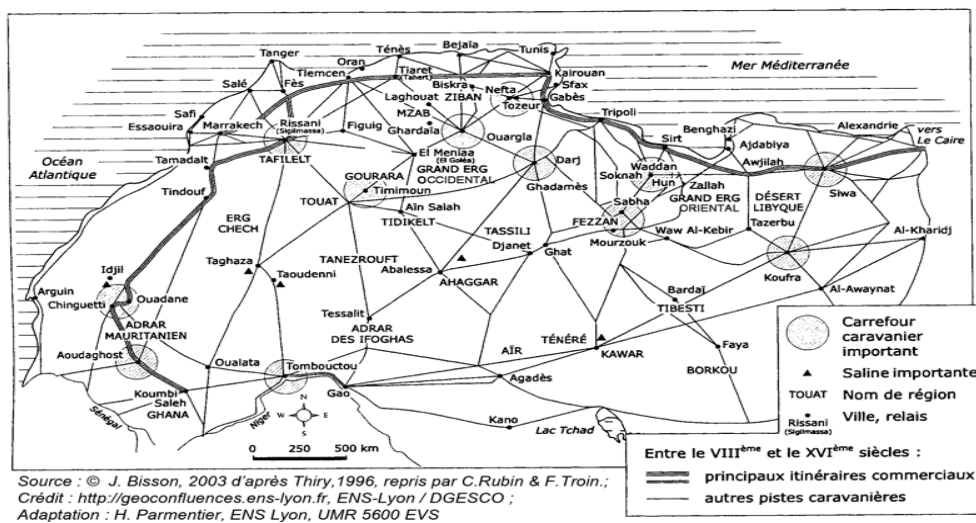 Tanger
Oran
Ténès
Bejaïa
Tunis
Mer Méditerranée
Tlemcen
Tiaret
(Tahert)
Kairouan
Salé
Fès
Biskra
ZIBAN
Nefta
Sfax
Laghouat
Gabès
Safi
Tozeur
Essaouira
Marrakech
Rissani
(Sigilmassa)
Figuig
MZAB
Ghardaïa
Ouargla
Tripoli
Benghazi
Alexandrie
vers
Le Caire
Sirt
Ajdabiya
Océan
Atlantique
Tamadalt
TAFILELT
El Meniaa
(El Goléa)
GRAND ERG
OCCIDENTAL
Darj
Ghadamès
Waddan
Hun
Soknah
Zallah
Awjilah
GRAND ERG
ORIENTAL
DÉSERT
LIBYQUE
Siwa
Tindouf
GOURARA
Timimoun
TOUAT
Aïn Salah
TIDIKELT
Sabha
FEZZAN
Mourzouk
Waw Al-Kebir
Tazerbu
Al-Kharidj
ERG
CHECH
TASSILI
Djanet
Ghat
Taghaza
Taoudenni
TANEZROUFT
Abalessa
AHAGGAR
Koufra
Al-Awaynat
Idjil
Arguin
Chinguetti
Ouadane
ADRAR
MAURITANIEN
Tessalit
ADRAR
DES IFOGHAS
Bardaï
TIBESTI
TÉNÉRÉ
KAWAR
AÏR
Faya
BORKOU
Aoudaghost
Oualata
Tombouctou
Gao
Agadès
Koumbi
Saleh
GHANA
Sénégal
Niger
Kano
Lac Tchad
N
W
E
S
0 250 500 km
Carrefour
caravanier
important
Saline importante
TOUAT Nom de région
Rissani
(Sigilmassa)
Ville, relais
Entre le VIIIème et le XVIème siècles :
principaux itinéraires commerciaux
autres pistes caravanières
Source : © J. Bisson, 2003 d'après Thiry,1996, repris par C.Rubin & F.Troin.;
Crédit : http://geoconfluences.ens-lyon.fr, ENS-Lyon / DGESCO ;
Adaptation : H. Parmentier, ENS Lyon, UMR 5600 EVS